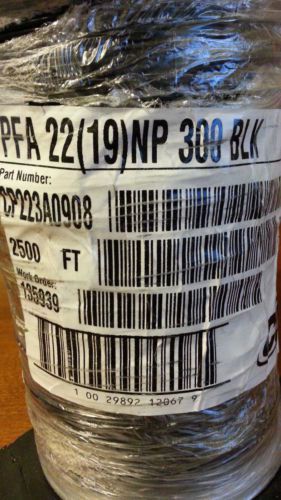 PFA 22(19)NP 300 BLK
Part Number:
CP223A0908
2500 FT
Work Order:
135939
1 00 29892 12067 9